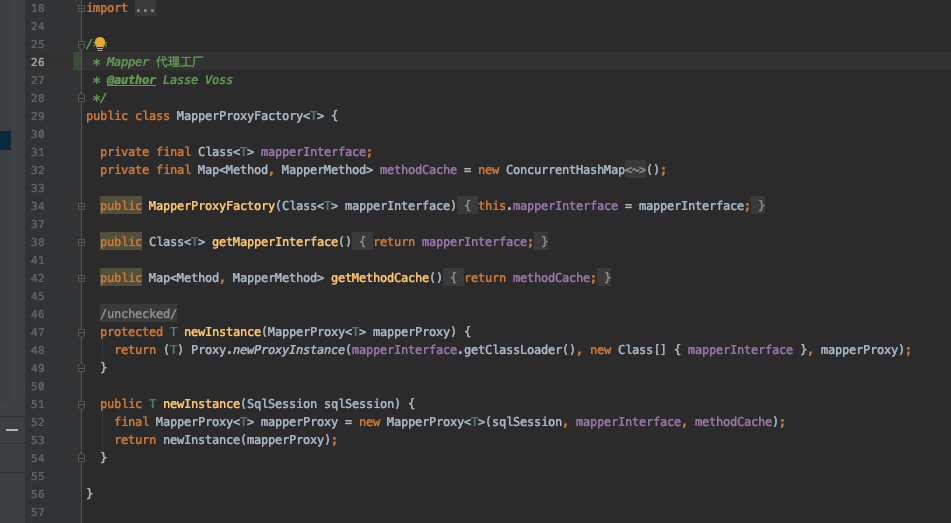 18 import ...
24
25 /**
26 * Mapper 代理工厂
27 * @author Lasse Voss
28 */
29 public class MapperProxyFactory<T> {
30
31 private final Class<T> mapperInterface;
32 private final Map<Method, MapperMethod> methodCache = new ConcurrentHashMap<~>();
33
34 public MapperProxyFactory(Class<T> mapperInterface) { this.mapperInterface = mapperInterface; }
37
38 public Class<T> getMapperInterface() { return mapperInterface; }
41
42 public Map<Method, MapperMethod> getMethodCache() { return methodCache; }
45
46 /unchecked/
47 protected T newInstance(MapperProxy<T> mapperProxy) {
48 return (T) Proxy.newProxyInstance(mapperInterface.getClassLoader(), new Class[] { mapperInterface }, mapperProxy);
49 }
50
51 public T newInstance(SqlSession sqlSession) {
52 final MapperProxy<T> mapperProxy = new MapperProxy<T>(sqlSession, mapperInterface, methodCache);
53 return newInstance(mapperProxy);
54 }
55
56 }
57